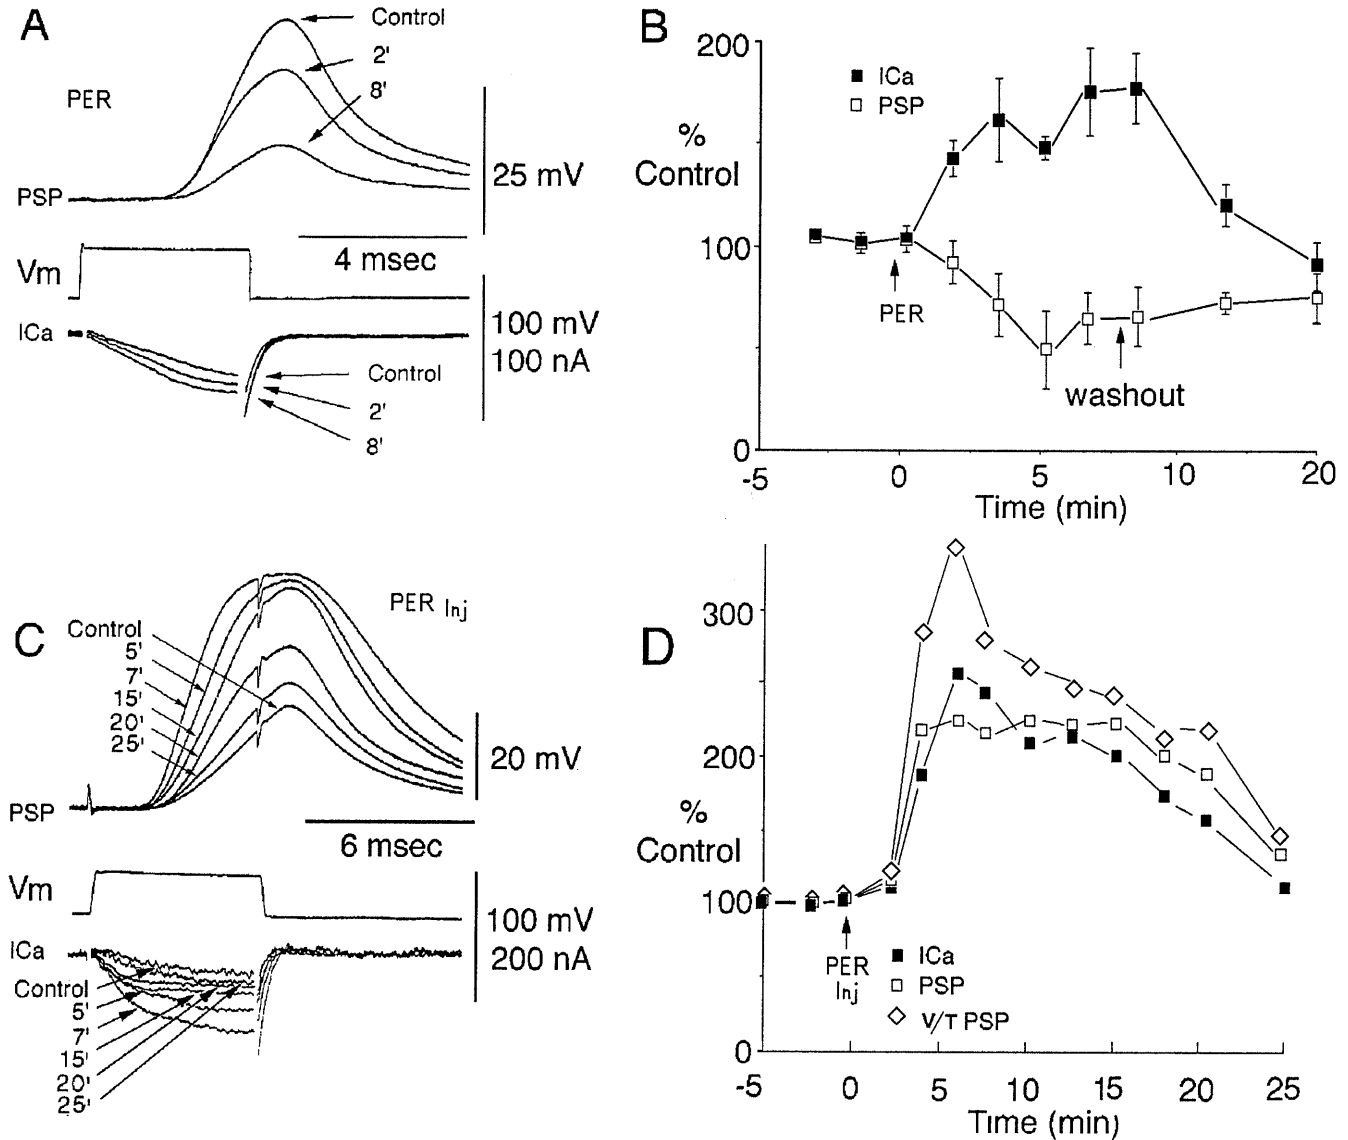 A
PER
Control
2'
8'
PSP
25 mV
4 msec
Vm
ICa
100 mV
100 nA
Control
2'
8'
B
200
ICa
PSP
%
Control
100
PER
washout
0
-5
0
5
10
20
Time (min)
C
PER Inj
Control
5'
7'
15'
20'
25'
20 mV
PSP
6 msec
Vm
100 mV
200 nA
ICa
Control
5'
7'
15'
20'
25'
D
300
200
%
Control
100
PER
Inj
ICa
PSP
V/T PSP
0
-5
0
5
10
15
20
25
Time (min)